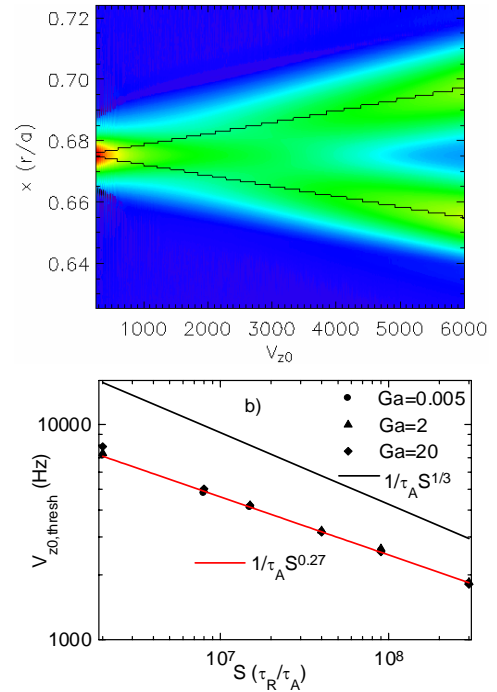 0.72
0.70
0.68
0.66
0.64
x (r/a)
1000 2000 3000 4000 5000 6000
V_z0
b)
Ga=0.005
Ga=2
Ga=20
1/τ_A S^1/3
1/τ_A S^0.27
10000
1000
V_z0,thresh (Hz)
10^7 10^8
S (τ_R/τ_A)